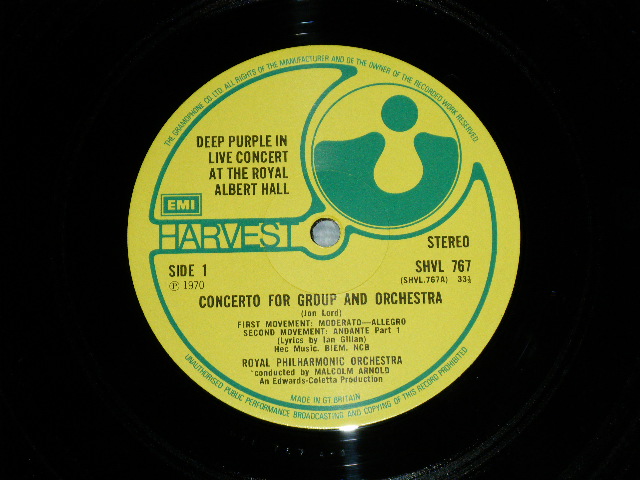 THE GRAMOPHONE CO LTD. ALL RIGHTS OF THE MANUFACTURER AND OF THE OWNER OF THE RECORDED WORK RESERVED.
DEEP PURPLE IN
LIVE CONCERT
AT THE ROYAL
ALBERT HALL
EMI
HARVEST
STEREO
SIDE 1
SHVL 767
℗ 1970
(SHVL.767A) 33⅓
CONCERTO FOR GROUP AND ORCHESTRA
(Jon Lord)
FIRST MOVEMENT: MODERATO—ALLEGRO
SECOND MOVEMENT: ANDANTE Part 1
(Lyrics by Ian Gillan)
Hec Music. BIEM. NCB
ROYAL PHILHARMONIC ORCHESTRA
conducted by MALCOLM ARNOLD
An Edwards-Coletta Production
MADE IN GT. BRITAIN
UNAUTHORISED PUBLIC PERFORMANCE BROADCASTING AND COPYING OF THIS RECORD PROHIBITED